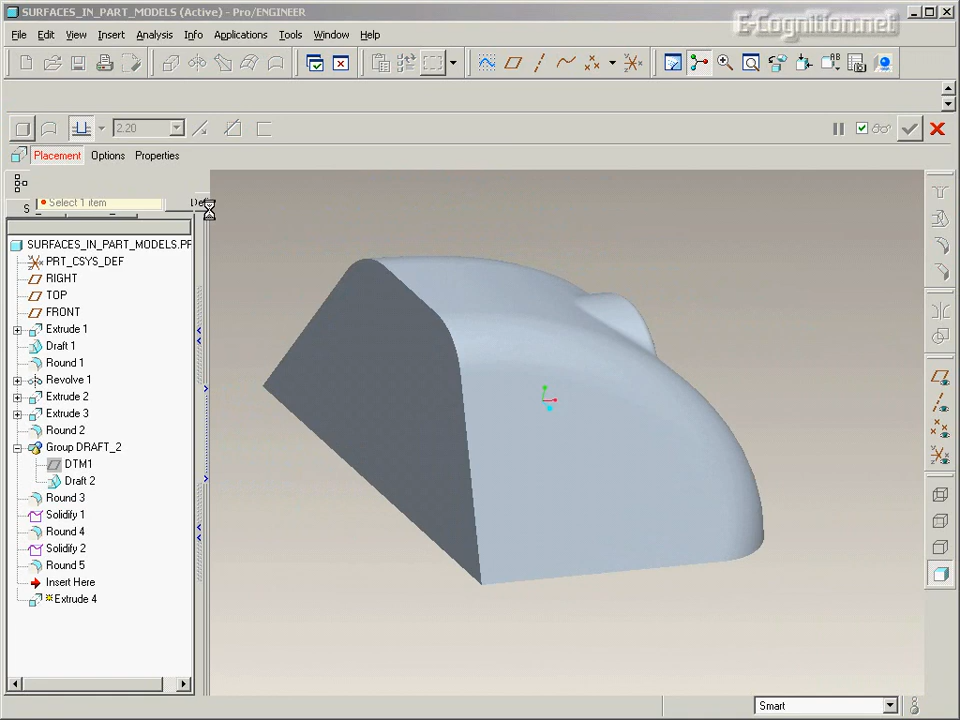 SURFACES_IN_PART_MODELS (Active) - Pro/ENGINEER
E-Cognition.net
File Edit View Insert Analysis Info Applications Tools Window Help
2.20
Placement Options Properties
Select 1 item
SURFACES_IN_PART_MODELS.PF
PRT_CSYS_DEF
RIGHT
TOP
FRONT
Extrude 1
Draft 1
Round 1
Revolve 1
Extrude 2
Extrude 3
Round 2
Group DRAFT_2
DTM1
Draft 2
Round 3
Solidify 1
Round 4
Solidify 2
Round 5
Insert Here
Extrude 4
Smart